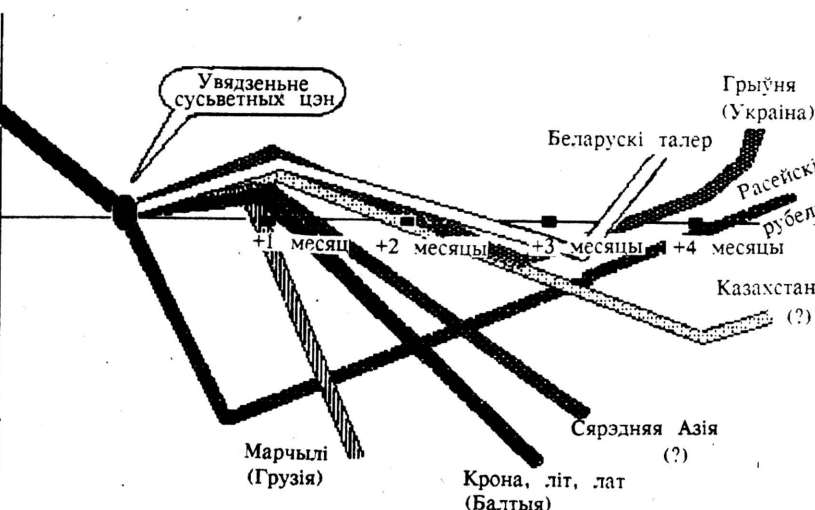 Увядзеньне
сусьветных цэн
Грыўня
(Украіна)
Беларускі талер
Расейскі
+1 месяц
+2 месяцы
+3 месяцы
+4 месяцы
Казахстан
(?)
Сярэдняя Азія
(?)
Марчылі
(Грузія)
Крона, літ, лат
(Балтыя)